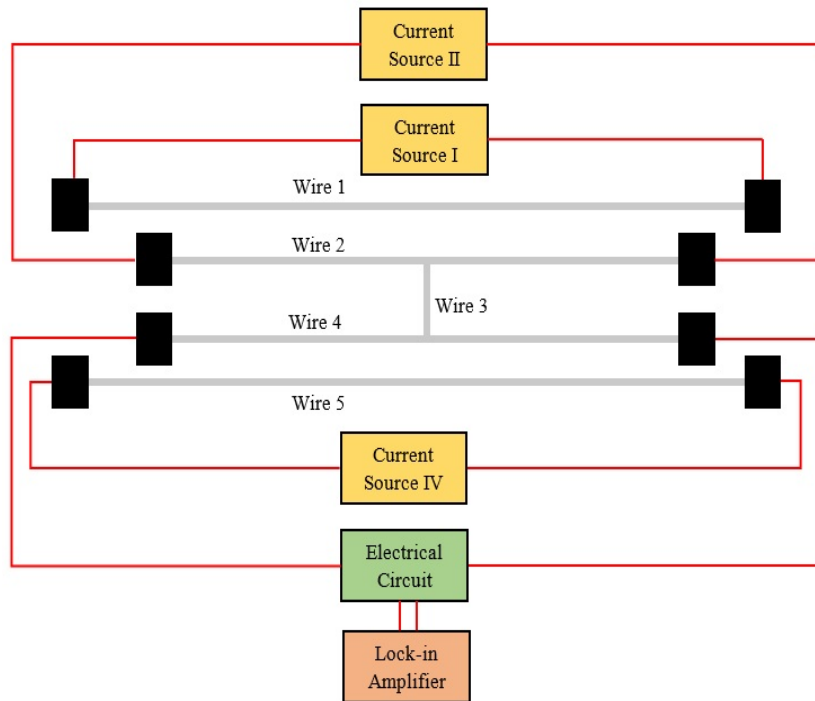 Current
Source II
Current
Source I
Wire 1
Wire 2
Wire 3
Wire 4
Wire 5
Current
Source IV
Electrical
Circuit
Lock-in
Amplifier